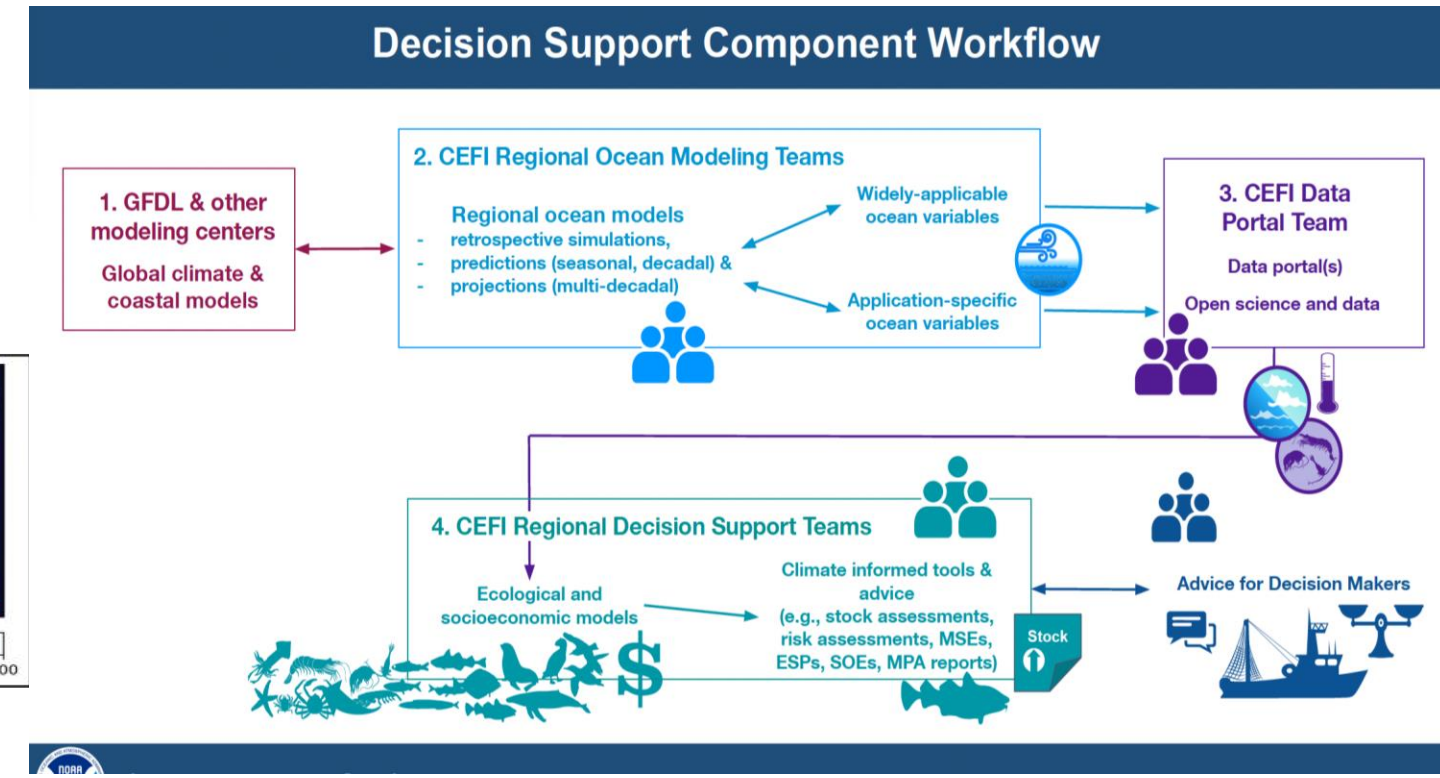 Decision Support Component Workflow
1. GFDL & other
modeling centers
Global climate &
coastal models
2. CEFI Regional Ocean Modeling Teams
Regional ocean models
- retrospective simulations,
- predictions (seasonal, decadal) &
- projections (multi-decadal)
Widely-applicable
ocean variables
Application-specific
ocean variables
3. CEFI Data
Portal Team
Data portal(s)
Open science and data
4. CEFI Regional Decision Support Teams
Ecological and
socioeconomic models
$
Climate informed tools &
advice
(e.g., stock assessments,
risk assessments, MSEs,
ESPs, SOEs, MPA reports)
Stock
Advice for Decision Makers
00
NOAA